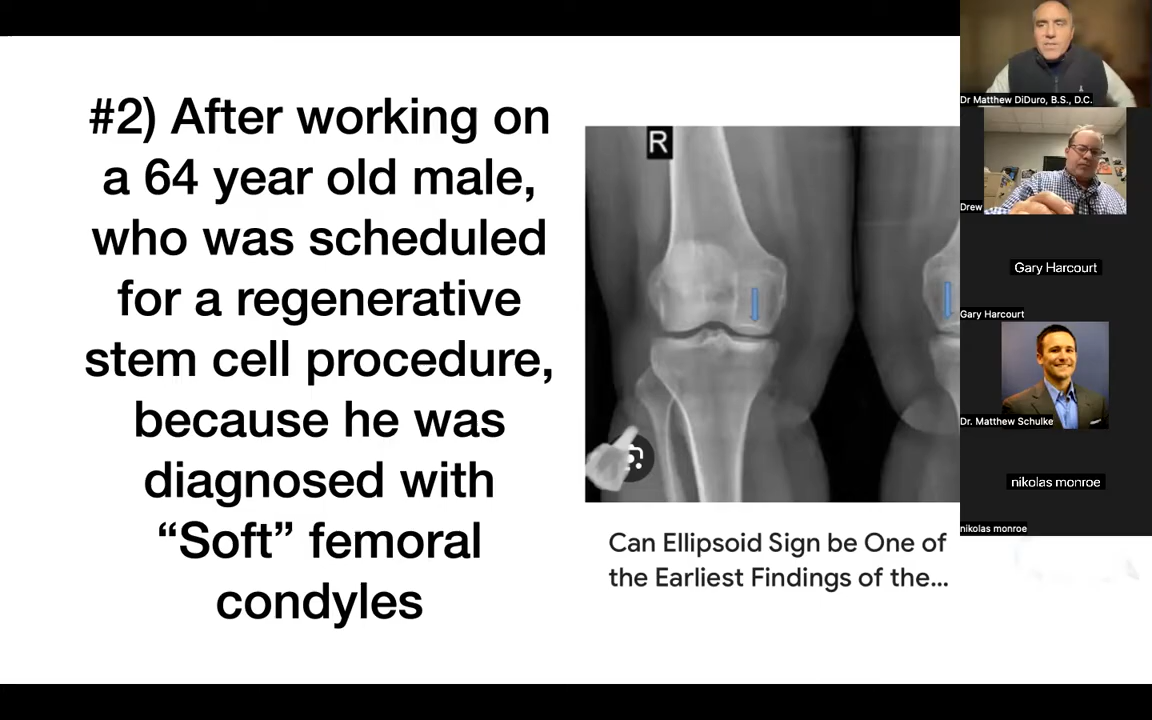 #2) After working on
a 64 year old male,
who was scheduled
for a regenerative
stem cell procedure,
because he was
diagnosed with
“Soft” femoral
condyles
R
Can Ellipsoid Sign be One of
the Earliest Findings of the...
Dr Matthew DiDuro, B.S., D.C.
Drew
Gary Harcourt
Gary Harcourt
Dr. Matthew Schulke
nikolas monroe
nikolas monroe